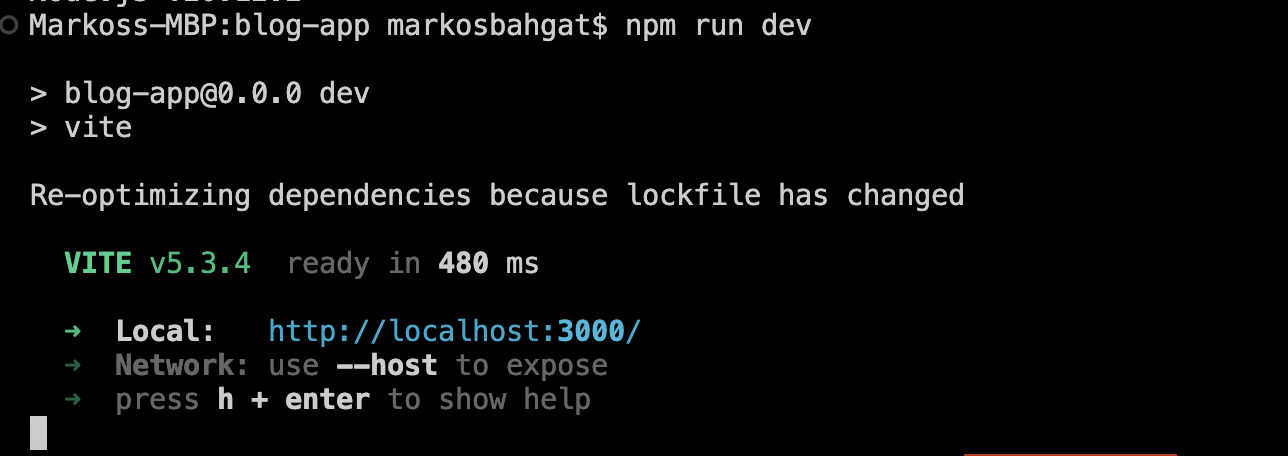 Markoss-MBP:blog-app markosbahgat$ npm run dev
> blog-app@0.0.0 dev
> vite
Re-optimizing dependencies because lockfile has changed
VITE v5.3.4 ready in 480 ms
➜ Local: http://localhost:3000/
➜ Network: use --host to expose
➜ press h + enter to show help